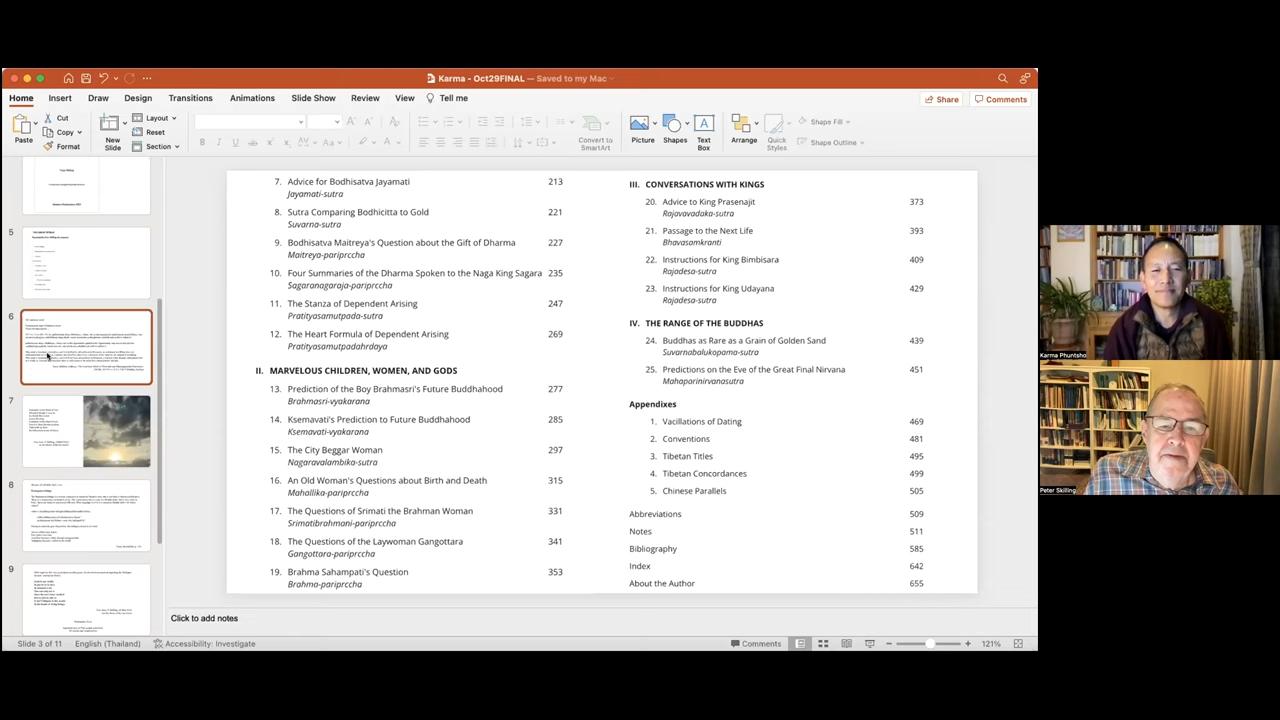 Karma - Oct29FINAL — Saved to my Mac
Home Insert Draw Design Transitions Animations Slide Show Review View Tell me
Share Comments
Paste
Cut
Copy
Format
New Slide
Layout
Reset
Section
Convert to SmartArt
Picture
Shapes
Text Box
Arrange
Quick Styles
Shape Fill
Shape Outline
5
6
7
8
9
7. Advice for Bodhisatva Jayamati 213
Jayamati-sutra
8. Sutra Comparing Bodhicitta to Gold 221
Suvarna-sutra
9. Bodhisatva Maitreya's Question about the Gift of Dharma 227
Maitreya-pariprccha
10. Four Summaries of the Dharma Spoken to the Naga King Sagara 235
Sagaranagaraja-pariprccha
11. The Stanza of Dependent Arising 247
Pratityasamutpada-sutra
12. The Heart Formula of Dependent Arising 269
Pratityasamutpadahrdaya
II. MARVELOUS CHILDREN, WOMEN, AND GODS
13. Prediction of the Boy Brahmasri's Future Buddhahood 277
Brahmasri-vyakarana
14. Ksemavati's Prediction to Future Buddhahood 285
Ksemavati-vyakarana
15. The City Beggar Woman 297
Nagaravalambika-sutra
16. An Old Woman's Questions about Birth and Death 315
Mahallika-pariprccha
17. The Questions of Srimati the Brahman Woman 331
Srimatibrahmani-pariprccha
18. The Questions of the Laywoman Gangottara 341
Gangottara-pariprccha
19. Brahma Sahampati's Question 353
Brahma-pariprccha
III. CONVERSATIONS WITH KINGS
20. Advice to King Prasenajit 373
Rajavavadaka-sutra
21. Passage to the Next Life 393
Bhavasamkranti
22. Instructions for King Bimbisara 409
Rajadesa-sutra
23. Instructions for King Udayana 429
Rajadesa-sutra
IV. THE RANGE OF THE BUDDHAS
24. Buddhas as Rare as a Grain of Golden Sand 439
Suvarnabalukopama-sutra
25. Predictions on the Eve of the Great Final Nirvana 451
Mahaparinirvanasutra
Appendixes
1. Vacillations of Dating 469
2. Conventions 481
3. Tibetan Titles 495
4. Tibetan Concordances 499
5. Chinese Parallels 505
Abbreviations 509
Notes 511
Bibliography 585
Index 642
About the Author 655
Karma Phuntsho
Peter Skilling
Click to add notes
Slide 3 of 11 English (Thailand) Accessibility: Investigate Comments 121%